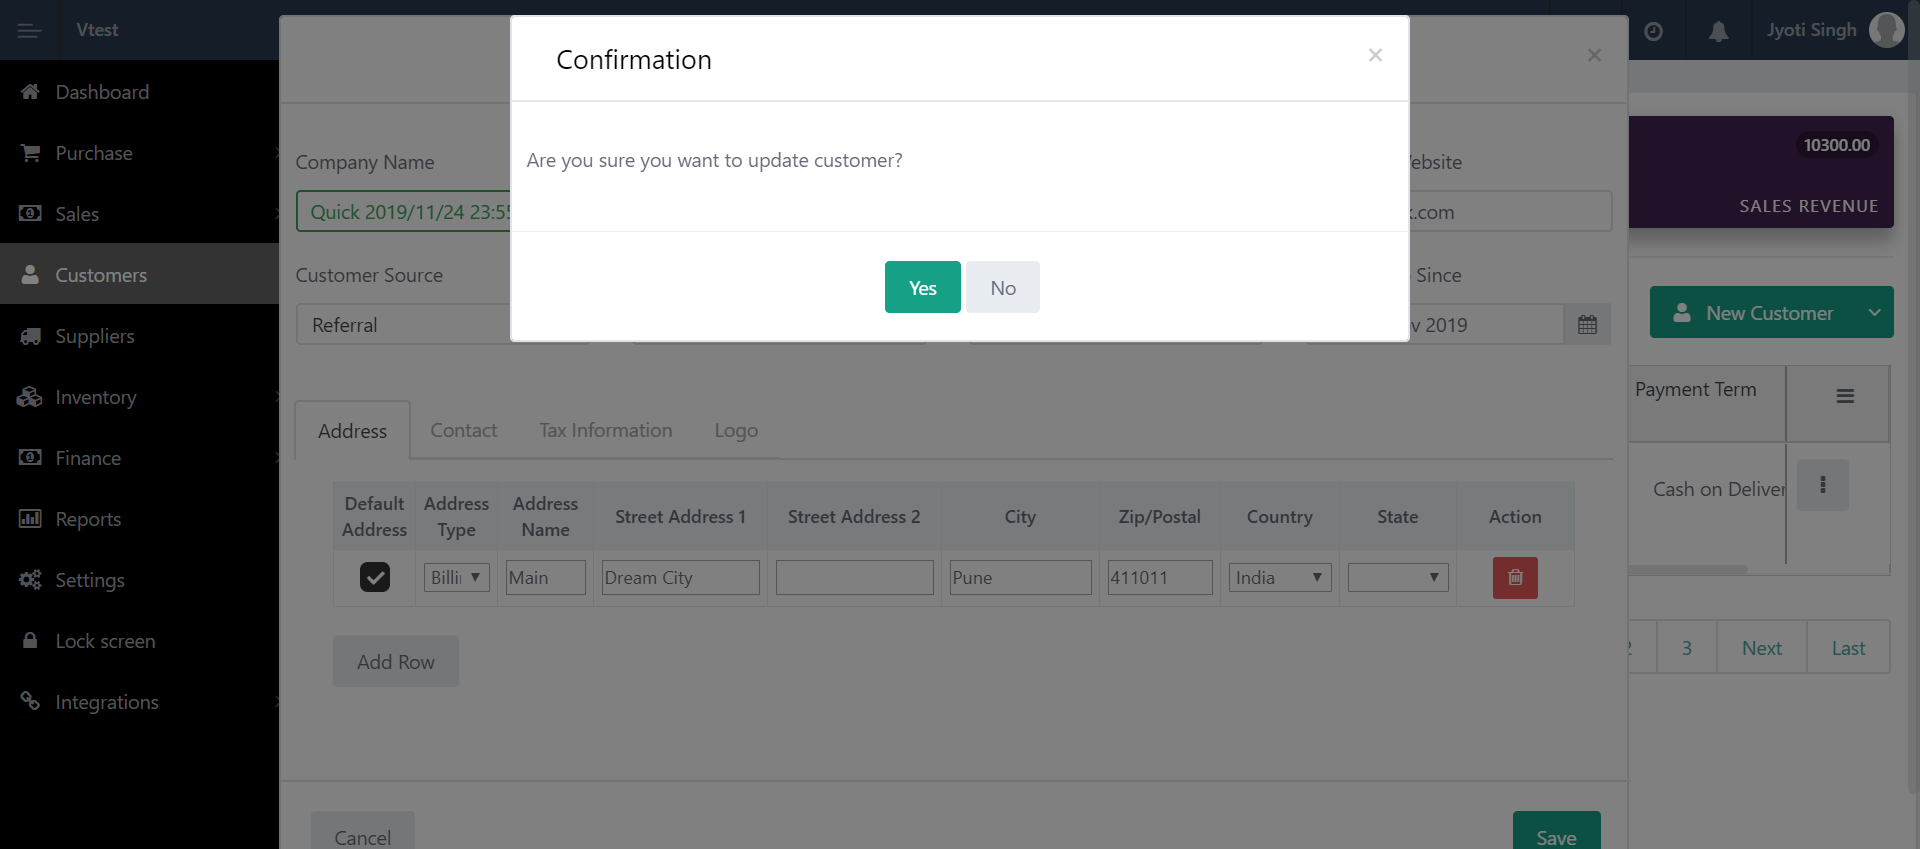 Vtest
Jyoti Singh
Confirmation
×
×
Are you sure you want to update customer?
Yes
No
Dashboard
Purchase
Sales
Customers
Suppliers
Inventory
Finance
Reports
Settings
Lock screen
Integrations
Company Name
Quick 2019/11/24 23:55
.com
10300.00
SALES REVENUE
Customer Source
Since
Referral
2019
New Customer
Payment Term
Cash on Deliver
Address
Contact
Tax Information
Logo
Default Address
Address Type
Address Name
Street Address 1
Street Address 2
City
Zip/Postal
Country
State
Action
Main
Dream City
Pune
411011
India
Add Row
2
3
Next
Last
Cancel
Save